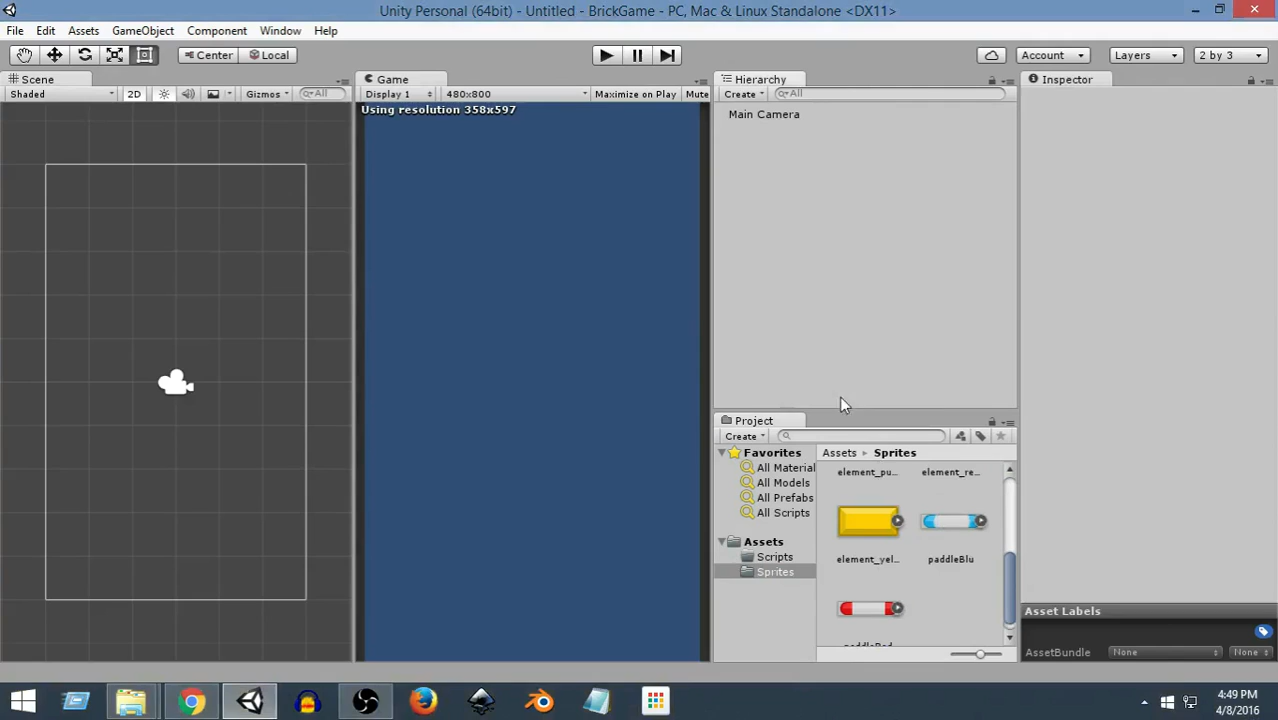 Unity Personal (64bit) - Untitled - BrickGame - PC, Mac & Linux Standalone <DX11>
File Edit Assets GameObject Component Window Help
Center Local Account Layers 2 by 3
Scene Game Hierarchy Inspector
Shaded 2D Gizmos All Display 1 480x800 Maximize on Play Mute Create All
Using resolution 358x597
Main Camera
Project
Create
Favorites
All Material
All Models
All Prefabs
All Scripts
Assets
Scripts
Sprites
Assets Sprites
element_pu... element_re...
element_yel... paddleBlu
Asset Labels
AssetBundle None None
4:49 PM
4/8/2016